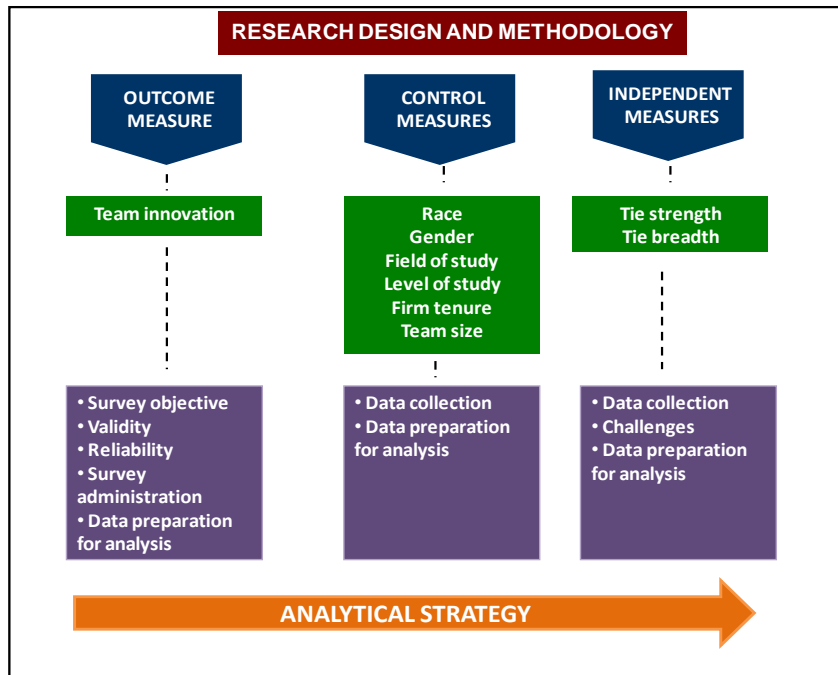 RESEARCH DESIGN AND METHODOLOGY
OUTCOME
MEASURE
Team innovation
• Survey objective
• Validity
• Reliability
• Survey
administration
• Data preparation
for analysis
CONTROL
MEASURES
Race
Gender
Field of study
Level of study
Firm tenure
Team size
• Data collection
• Data preparation
for analysis
INDEPENDENT
MEASURES
Tie strength
Tie breadth
• Data collection
• Challenges
• Data preparation
for analysis
ANALYTICAL STRATEGY